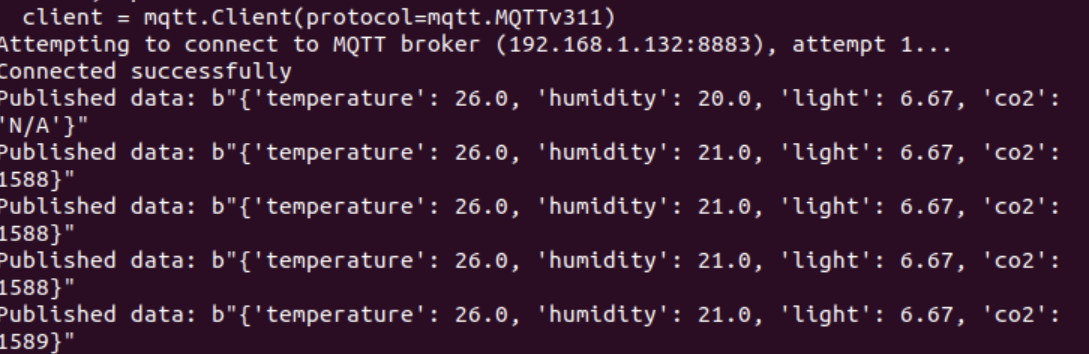 client = mqtt.Client(protocol=mqtt.MQTTv311)
Attempting to connect to MQTT broker (192.168.1.132:8883), attempt 1...
Connected successfully
Published data: b"{'temperature': 26.0, 'humidity': 20.0, 'light': 6.67, 'co2':
'N/A'}"
Published data: b"{'temperature': 26.0, 'humidity': 21.0, 'light': 6.67, 'co2':
1588}"
Published data: b"{'temperature': 26.0, 'humidity': 21.0, 'light': 6.67, 'co2':
1588}"
Published data: b"{'temperature': 26.0, 'humidity': 21.0, 'light': 6.67, 'co2':
1588}"
Published data: b"{'temperature': 26.0, 'humidity': 21.0, 'light': 6.67, 'co2':
1589}"